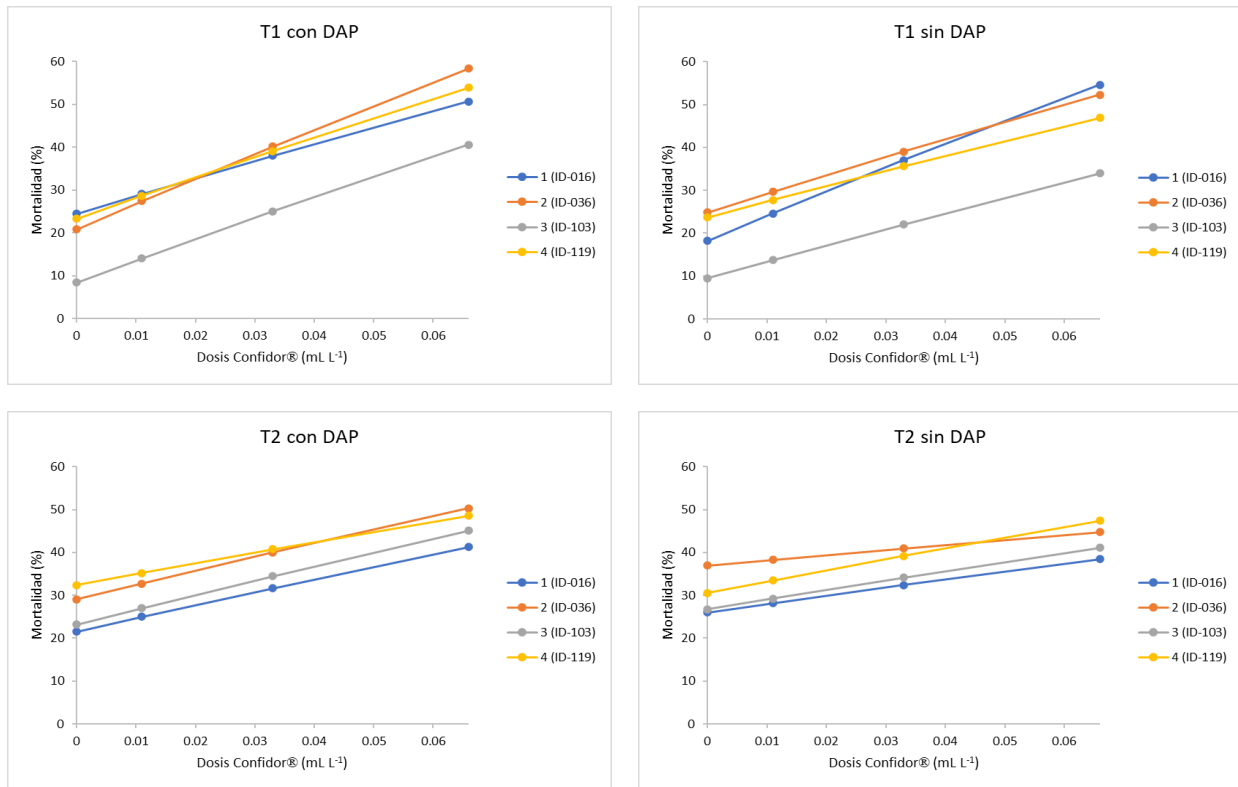 T1 con DAP
60
50
40
30
20
10
0
Mortalidad (%)
0 0.01 0.02 0.03 0.04 0.05 0.06
Dosis Confidor® (mL L-1)
1 (ID-016)
2 (ID-036)
3 (ID-103)
4 (ID-119)
T1 sin DAP
60
50
40
30
20
10
0
Mortalidad (%)
0 0.01 0.02 0.03 0.04 0.05 0.06
Dosis Confidor® (mL L-1)
1 (ID-016)
2 (ID-036)
3 (ID-103)
4 (ID-119)
T2 con DAP
60
50
40
30
20
10
0
Mortalidad (%)
0 0.01 0.02 0.03 0.04 0.05 0.06
Dosis Confidor® (mL L-1)
1 (ID-016)
2 (ID-036)
3 (ID-103)
4 (ID-119)
T2 sin DAP
60
50
40
30
20
10
0
Mortalidad (%)
0 0.01 0.02 0.03 0.04 0.05 0.06
Dosis Confidor® (mL L-1)
1 (ID-016)
2 (ID-036)
3 (ID-103)
4 (ID-119)